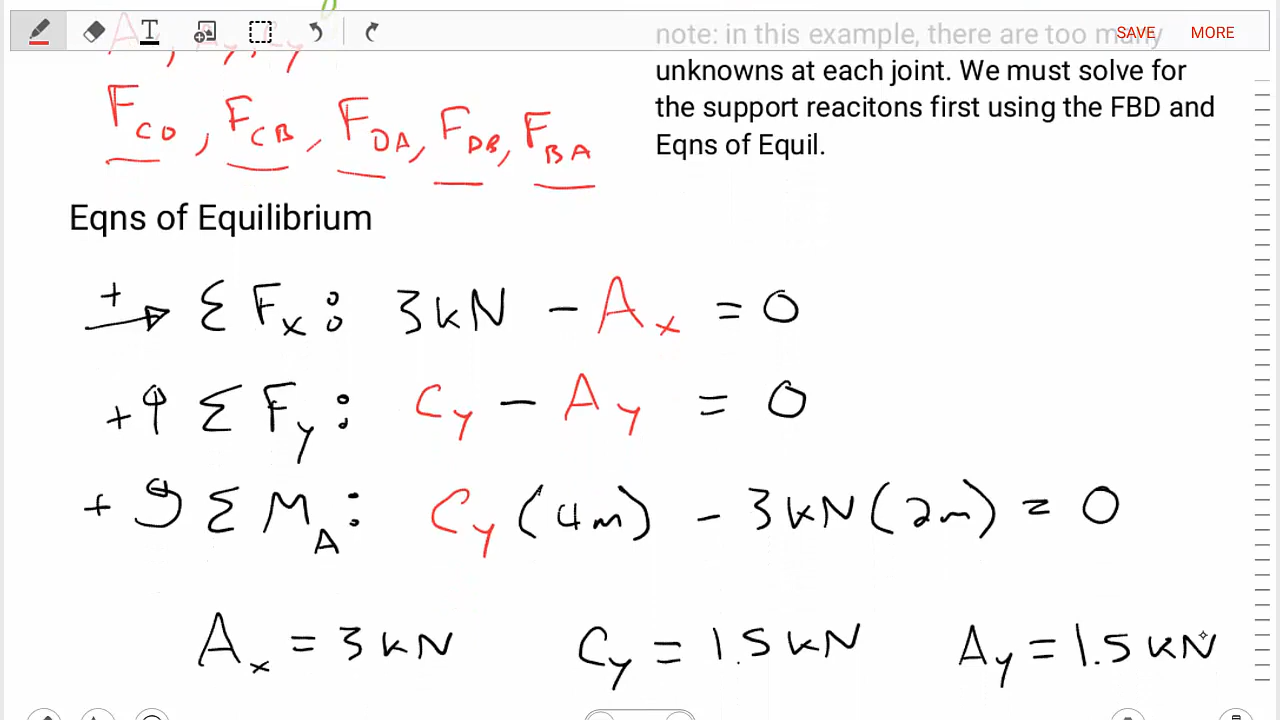 T SAVE MORE
Ax, Ay, Cy
note: in this example, there are too many
unknowns at each joint. We must solve for
the support reacitons first using the FBD and
Eqns of Equil.
F_CD, F_CB, F_DA, F_DB, F_BA
Eqns of Equilibrium
+→ ΣF_x: 3kN - A_x = 0
+↑ ΣF_y: C_y - A_y = 0
+↺ ΣM_A: C_y (4m) - 3kN(2m) = 0
A_x = 3kN C_y = 1.5kN A_y = 1.5kN